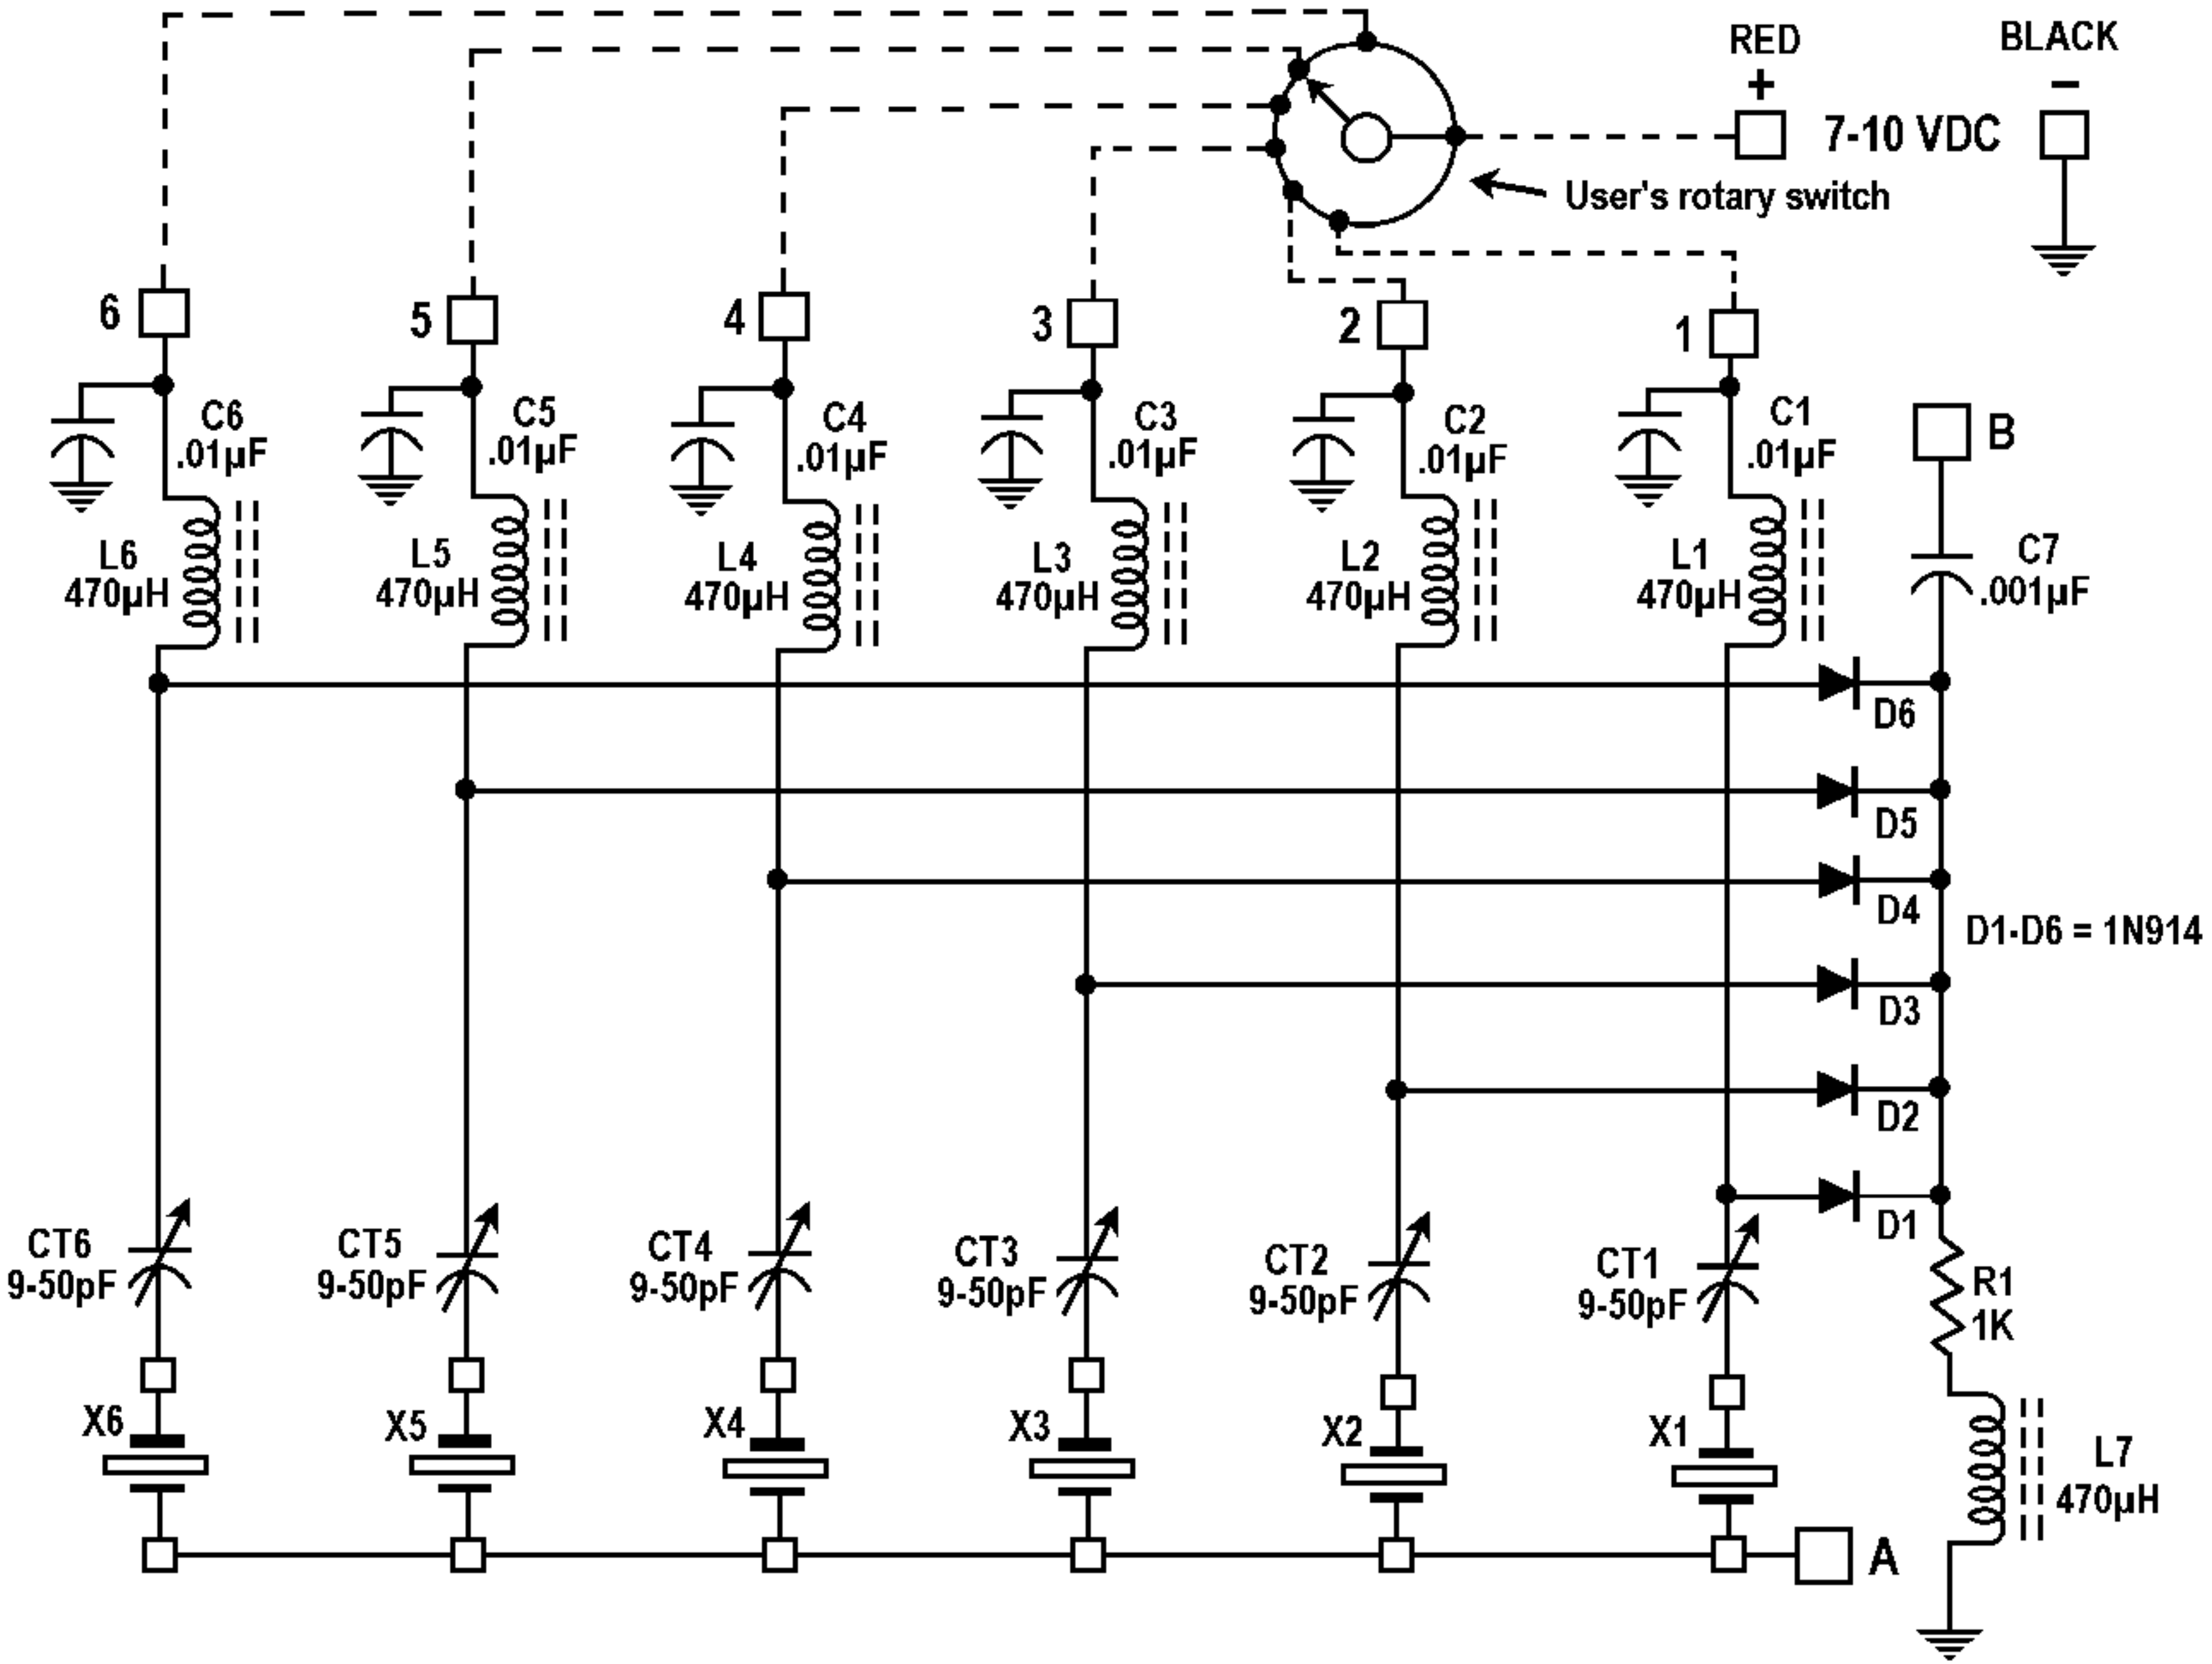 RED
BLACK
+
−
7-10 VDC
User's rotary switch
6
5
4
3
2
1
C6
.01µF
C5
.01µF
C4
.01µF
C3
.01µF
C2
.01µF
C1
.01µF
B
L6
470µH
L5
470µH
L4
470µH
L3
470µH
L2
470µH
L1
470µH
C7
.001µF
D6
D5
D4
D1-D6 = 1N914
D3
D2
D1
CT6
9-50pF
CT5
9-50pF
CT4
9-50pF
CT3
9-50pF
CT2
9-50pF
CT1
9-50pF
R1
1K
X6
X5
X4
X3
X2
X1
L7
470µH
A